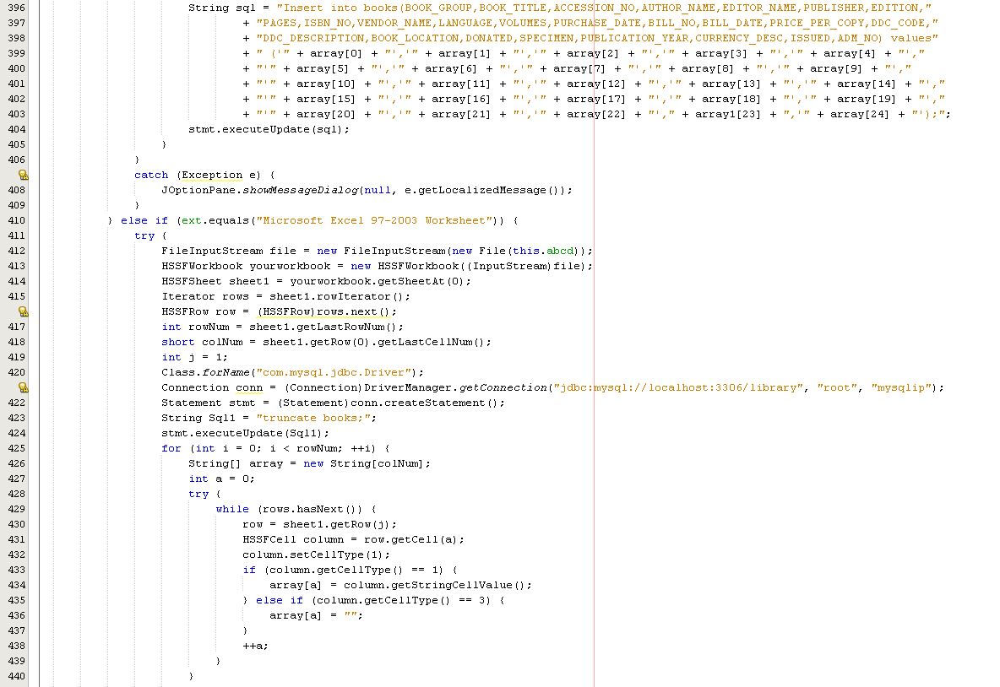 396 String sql = "Insert into books(BOOK_GROUP,BOOK_TITLE,ACCESSION_NO,AUTHOR_NAME,EDITOR_NAME,PUBLISHER,EDITION,"
397 + "PAGES,ISBN_NO,VENDOR_NAME,LANGUAGE,VOLUMES,PURCHASE_DATE,BILL_NO,BILL_DATE,PRICE_PER_COPY,DDC_CODE,"
398 + "DDC_DESCRIPTION,BOOK_LOCATION,DONATED,SPECIMEN,PUBLICATION_YEAR,CURRENCY_DESC,ISSUED,ADM_NO) values"
399 + " ('" + array[0] + "','" + array[1] + "','" + array[2] + "','" + array[3] + "','" + array[4] + "',"
400 + "'" + array[5] + "','" + array[6] + "','" + array[7] + "','" + array[8] + "','" + array[9] + "',"
401 + "'" + array[10] + "','" + array[11] + "','" + array[12] + "','" + array[13] + "','" + array[14] + "',"
402 + "'" + array[15] + "','" + array[16] + "','" + array[17] + "','" + array[18] + "','" + array[19] + "',"
403 + "'" + array[20] + "','" + array[21] + "','" + array[22] + "'," + array1[23] + ",'" + array[24] + "');";
404 stmt.executeUpdate(sql);
405 }
406 }
catch (Exception e) {
408 JOptionPane.showMessageDialog(null, e.getLocalizedMessage());
409 }
410 } else if (ext.equals("Microsoft Excel 97-2003 Worksheet")) {
411 try {
412 FileInputStream file = new FileInputStream(new File(this.abcd));
413 HSSFWorkbook yourworkbook = new HSSFWorkbook((InputStream)file);
414 HSSFSheet sheet1 = yourworkbook.getSheetAt(0);
415 Iterator rows = sheet1.rowIterator();
HSSFRow row = (HSSFRow)rows.next();
417 int rowNum = sheet1.getLastRowNum();
418 short colNum = sheet1.getRow(0).getLastCellNum();
419 int j = 1;
420 Class.forName("com.mysql.jdbc.Driver");
Connection conn = (Connection)DriverManager.getConnection("jdbc:mysql://localhost:3306/library", "root", "mysqlip");
422 Statement stmt = (Statement)conn.createStatement();
423 String Sql1 = "truncate books;";
424 stmt.executeUpdate(Sql1);
425 for (int i = 0; i < rowNum; ++i) {
426 String[] array = new String[colNum];
427 int a = 0;
428 try {
429 while (rows.hasNext()) {
430 row = sheet1.getRow(j);
431 HSSFCell column = row.getCell(a);
432 column.setCellType(1);
433 if (column.getCellType() == 1) {
434 array[a] = column.getStringCellValue();
435 } else if (column.getCellType() == 3) {
436 array[a] = "";
437 }
438 ++a;
439 }
440 }